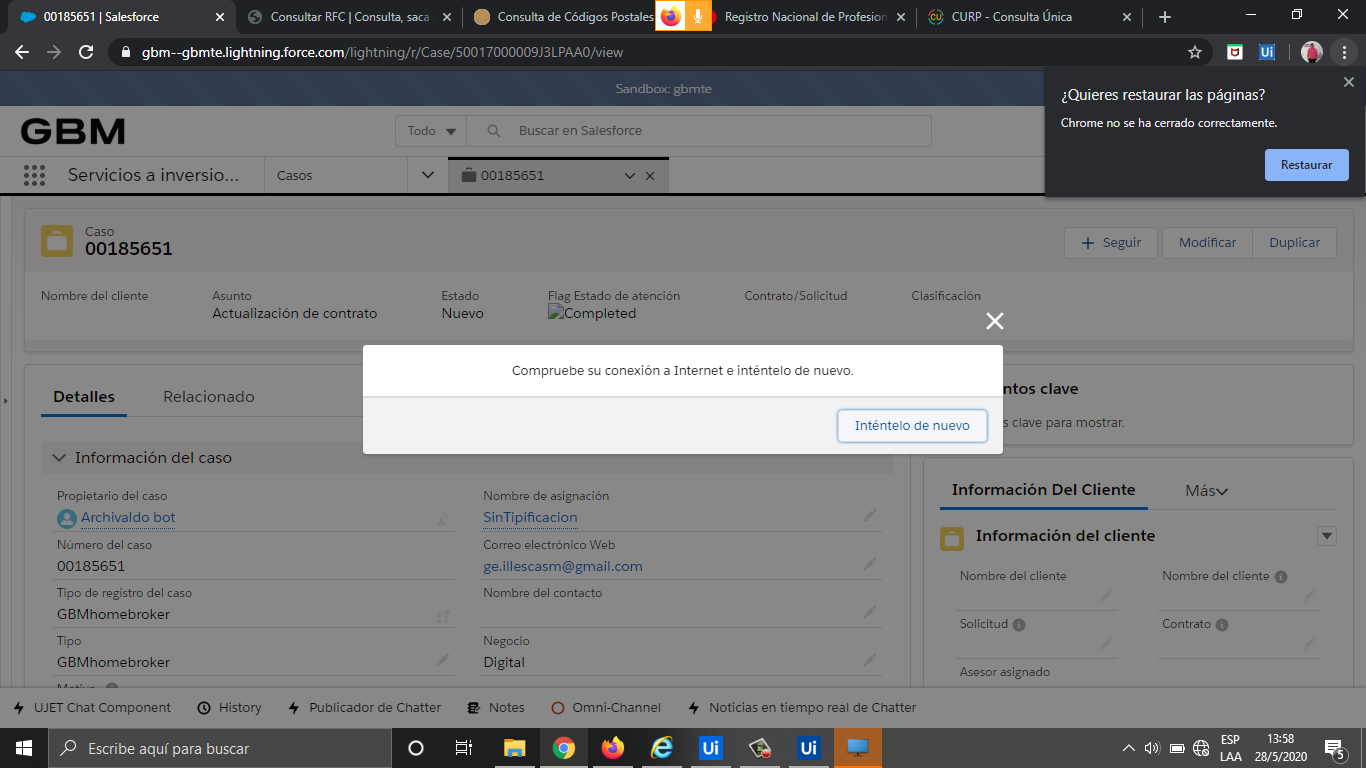 00185651 | Salesforce
Consultar RFC | Consulta, saca
Consulta de Códigos Postales
Registro Nacional de Profesion
CURP - Consulta Única
gbm--gbmte.lightning.force.com/lightning/r/Case/50017000009J3LPAA0/view
Ui
Sandbox: gbmte
¿Quieres restaurar las páginas?
Chrome no se ha cerrado correctamente.
Restaurar
GBM
Todo
Buscar en Salesforce
Servicios a inversio...
Casos
00185651
Caso
00185651
Seguir
Modificar
Duplicar
Nombre del cliente
Asunto
Actualización de contrato
Estado
Nuevo
Flag Estado de atención
Completed
Contrato/Solicitud
Clasificación
Compruebe su conexión a Internet e inténtelo de nuevo.
Inténtelo de nuevo
Detalles
Relacionado
ntos clave
s clave para mostrar.
Información del caso
Propietario del caso
Archivaldo bot
Nombre de asignación
SinTipificacion
Número del caso
00185651
Correo electrónico Web
ge.illescasm@gmail.com
Tipo de registro del caso
GBMhomebroker
Nombre del contacto
Tipo
GBMhomebroker
Negocio
Digital
Información Del Cliente
Más
Información del cliente
Nombre del cliente
Nombre del cliente
Solicitud
Contrato
Asesor asignado
UJET Chat Component
History
Publicador de Chatter
Notes
Omni-Channel
Noticias en tiempo real de Chatter
Escribe aquí para buscar
Ui
Ui
ESP
LAA
13:58
28/5/2020
5